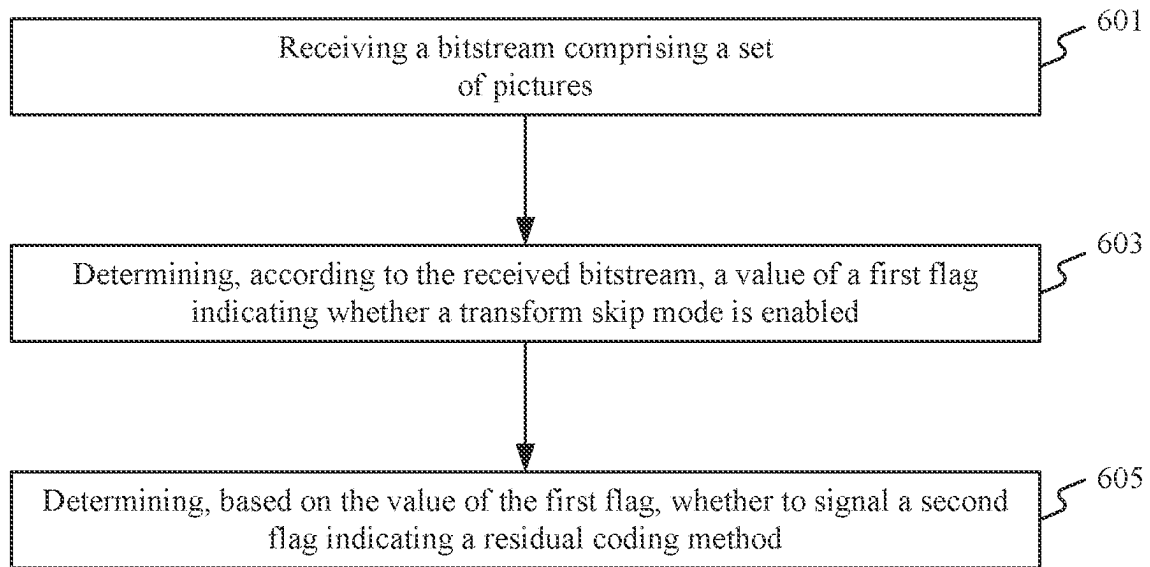 601
Receiving a bitstream comprising a set
of pictures
603
Determining, according to the received bitstream, a value of a first flag
indicating whether a transform skip mode is enabled
605
Determining, based on the value of the first flag, whether to signal a second
flag indicating a residual coding method